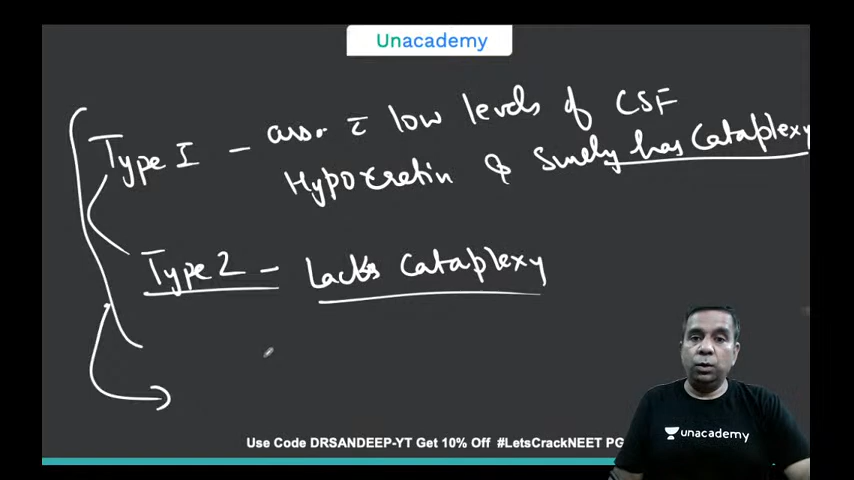 Unacademy
Type I - ass. c̄ low levels of CSF
Hypocretin & Surely has Cataplexy
Type 2 - Lacks Cataplexy
unacademy
Use Code DRSANDEEP-YT Get 10% Off #LetsCrackNEET PG